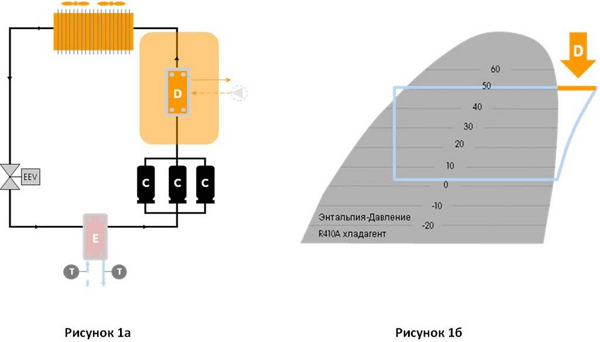 D
EEV
C
C
C
E
T
T
D
60
50
40
30
20
10
0
-10
-20
Энтальпия-Давление
R410A хладагент
Рисунок 1а
Рисунок 1б